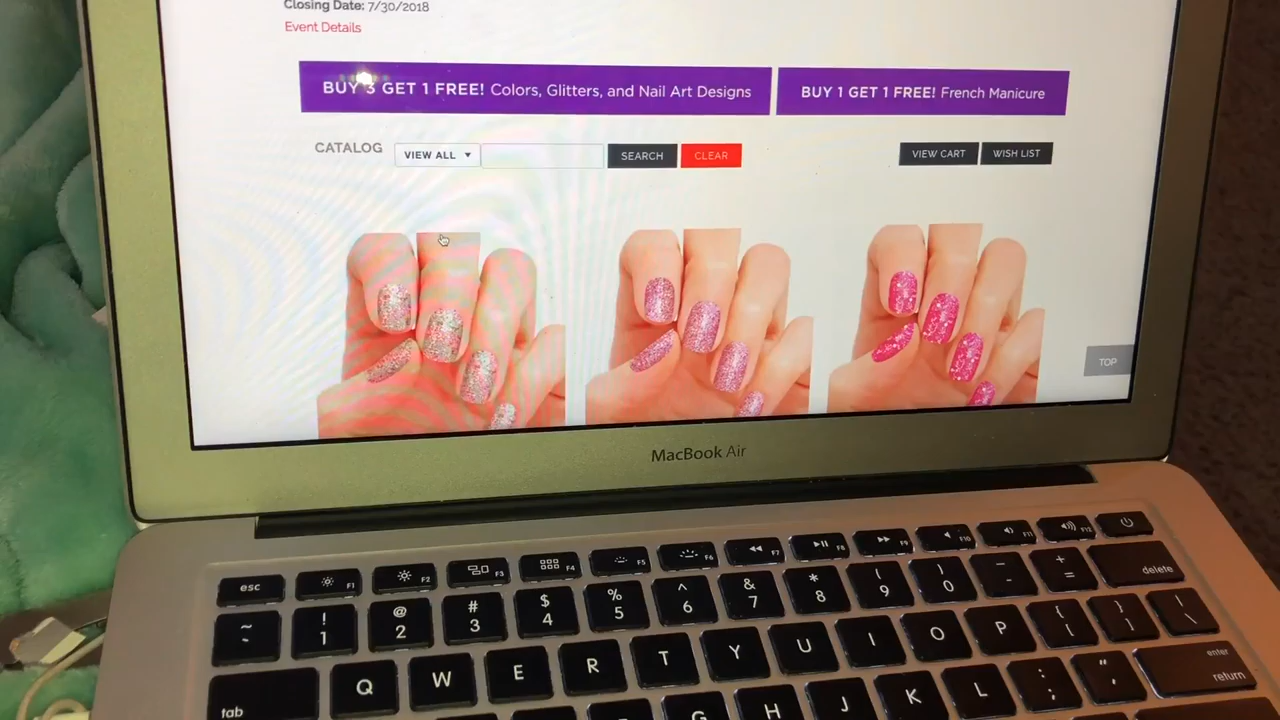 Closing Date: 7/30/2018
Event Details
BUY 3 GET 1 FREE! Colors, Glitters, and Nail Art Designs
BUY 1 GET 1 FREE! French Manicure
CATALOG
VIEW ALL
SEARCH
CLEAR
VIEW CART
WISH LIST
TOP
MacBook Air
esc F1 F2 F3 F4 F5 F6 F7 F8 F9 F10 F11 F12
~ ! @ # $ % ^ & * ( ) _ + delete
` 1 2 3 4 5 6 7 8 9 0 - =
tab Q W E R T Y U I O P { [ } ] | \
G H J K L : ; " ' enter
return